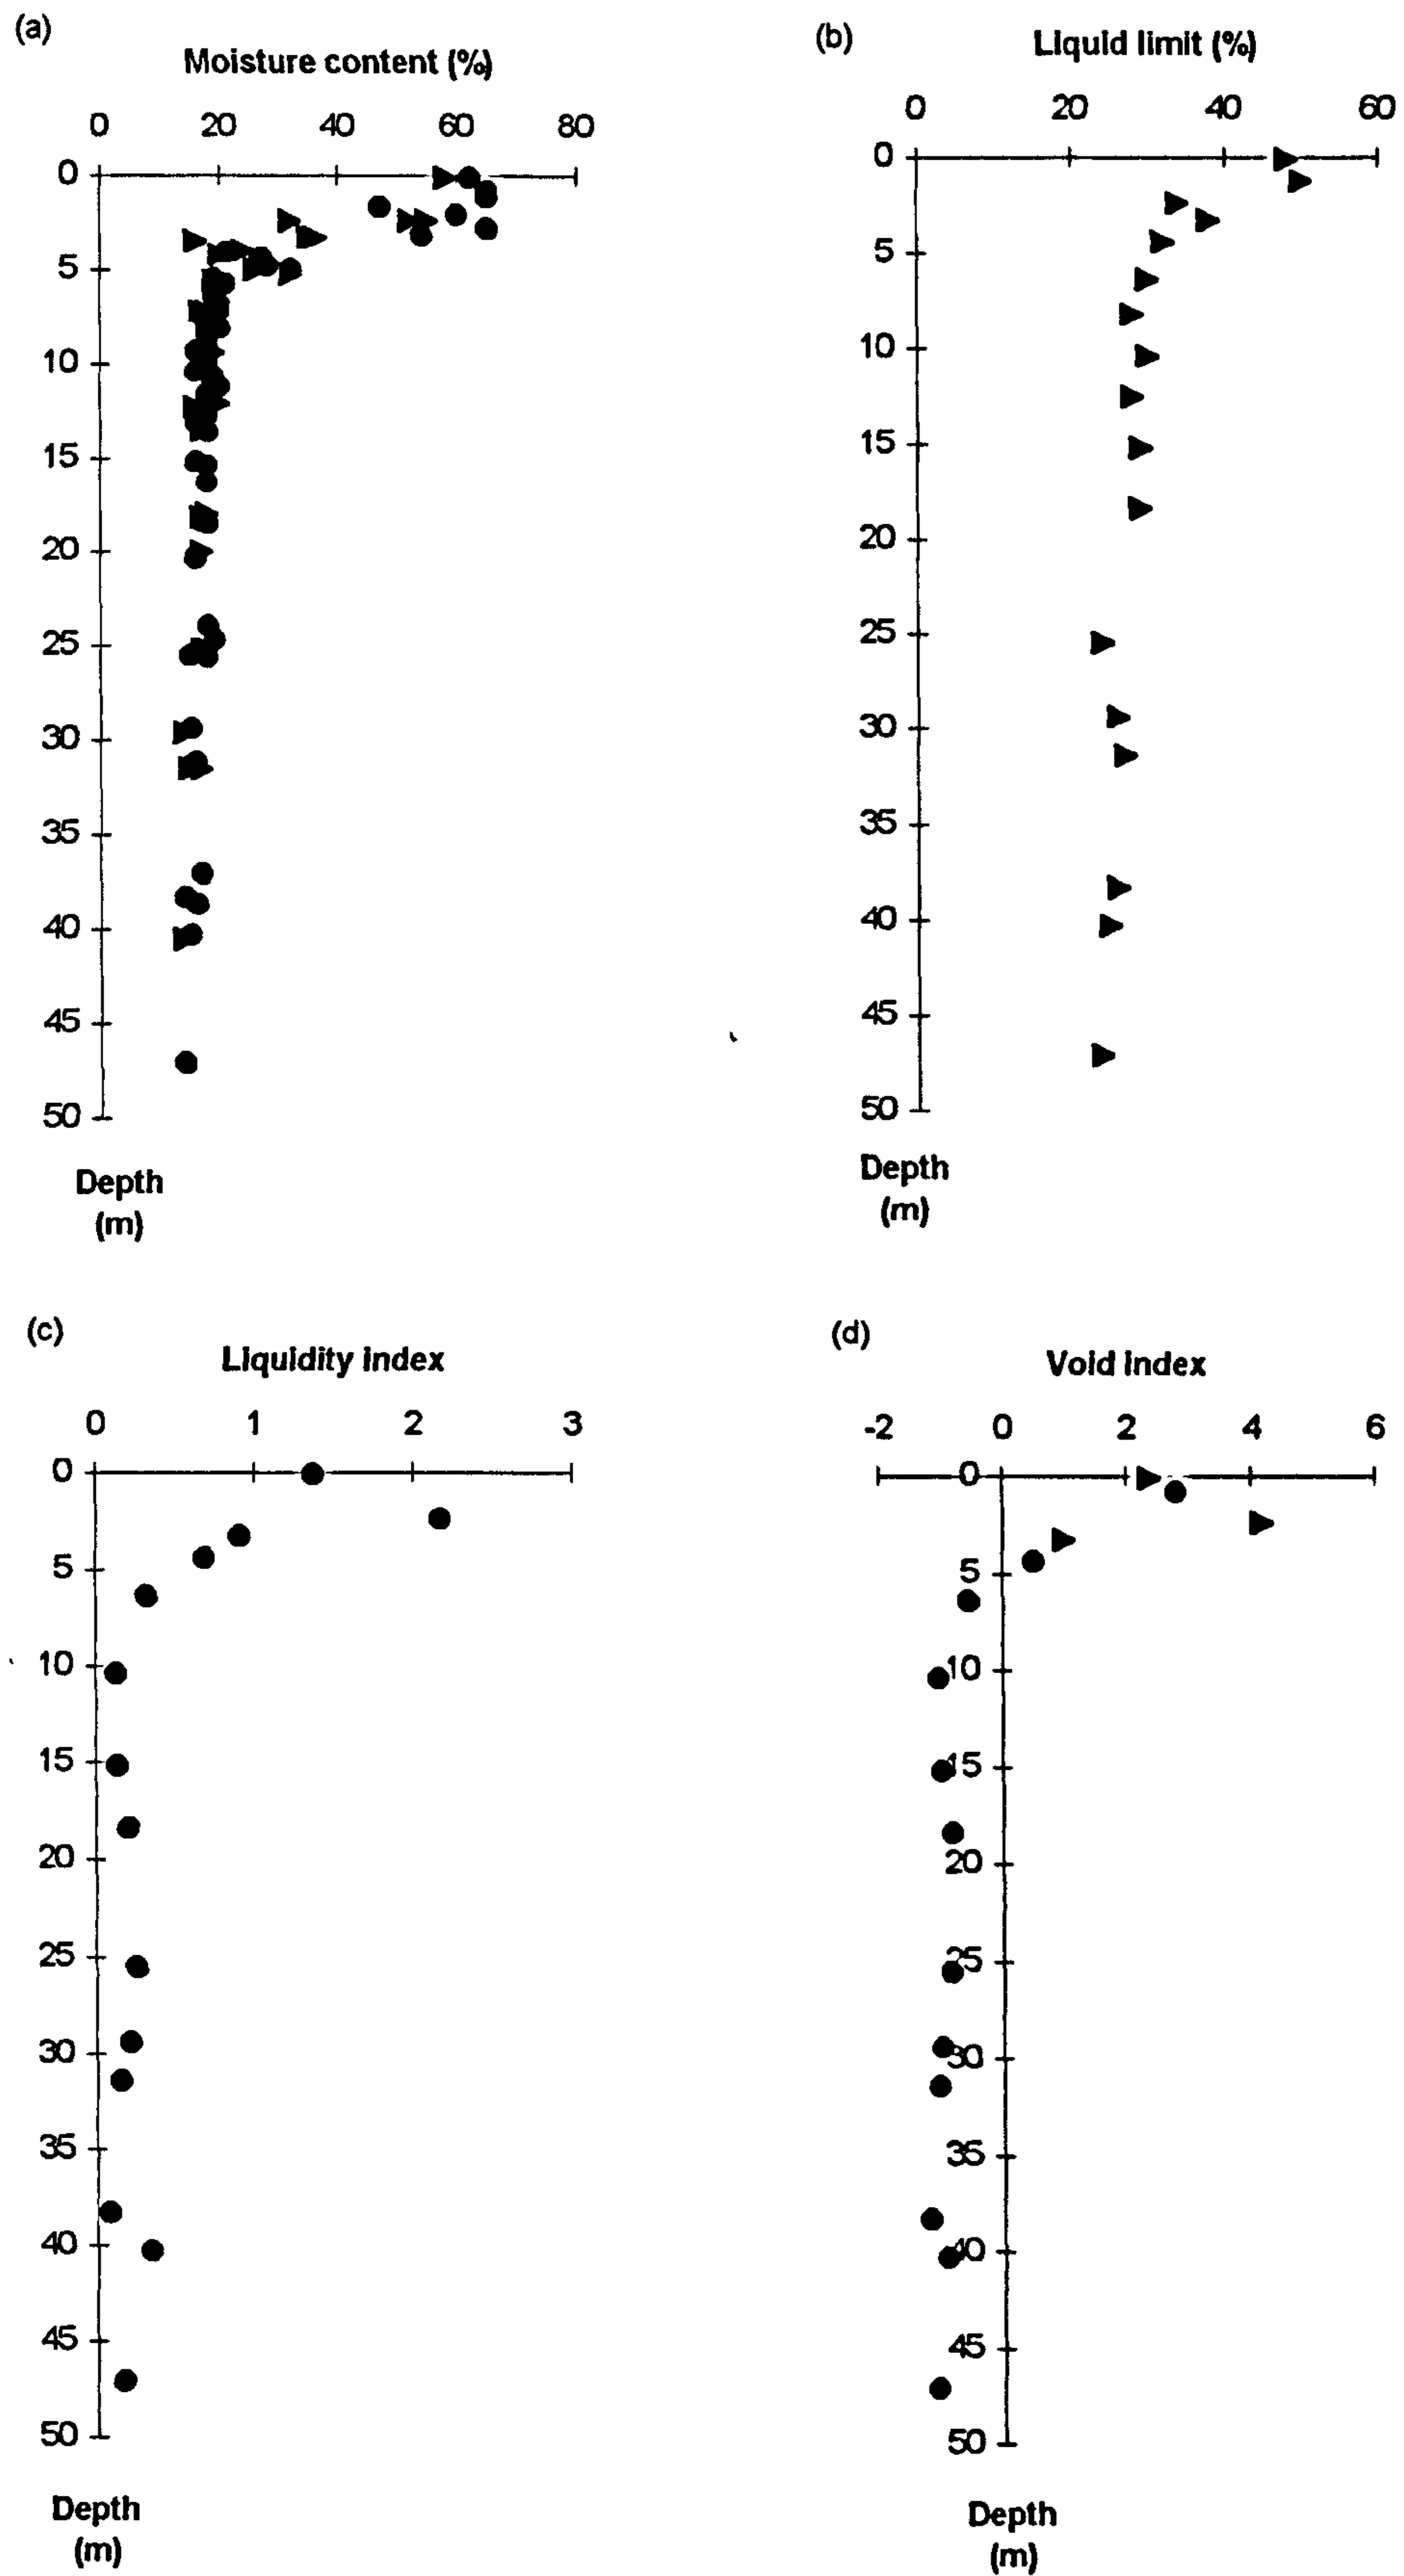 (a)
Moisture content (%)
0 20 40 60 80
0
5
10
15
20
25
30
35
40
45
50
Depth
(m)
(b)
Liquid limit (%)
0 20 40 60
0
5
10
15
20
25
30
35
40
45
50
Depth
(m)
(c)
Liquidity index
0 1 2 3
0
5
10
15
20
25
30
35
40
45
50
Depth
(m)
(d)
Void index
-2 0 2 4 6
0
5
10
15
20
25
30
35
40
45
50
Depth
(m)